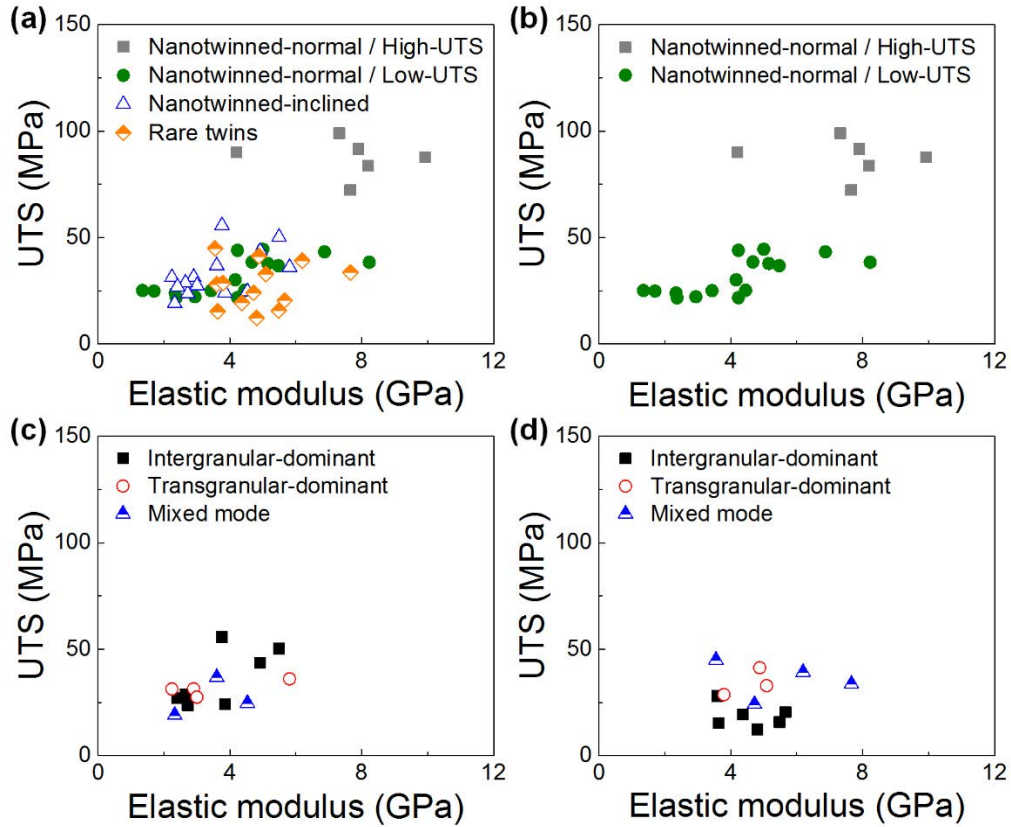 (a)
150
100
50
0
UTS (MPa)
Nanotwinned-normal / High-UTS
Nanotwinned-normal / Low-UTS
Nanotwinned-inclined
Rare twins
0 4 8 12
Elastic modulus (GPa)
(b)
150
100
50
0
UTS (MPa)
Nanotwinned-normal / High-UTS
Nanotwinned-normal / Low-UTS
0 4 8 12
Elastic modulus (GPa)
(c)
150
100
50
0
UTS (MPa)
Intergranular-dominant
Transgranular-dominant
Mixed mode
0 4 8 12
Elastic modulus (GPa)
(d)
150
100
50
0
UTS (MPa)
Intergranular-dominant
Transgranular-dominant
Mixed mode
0 4 8 12
Elastic modulus (GPa)